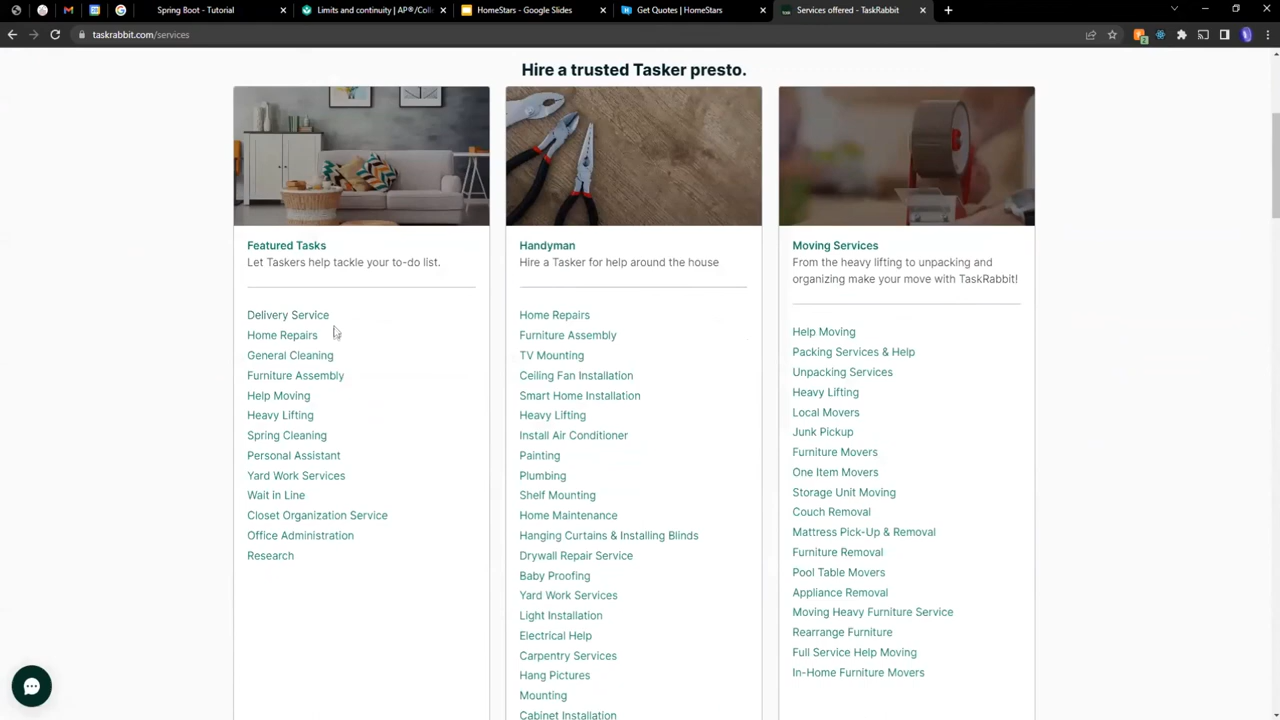 Spring Boot - Tutorial
Limits and continuity | AP®/Coll
HomeStars - Google Slides
Get Quotes | HomeStars
Services offered - TaskRabbit
taskrabbit.com/services
Hire a trusted Tasker presto.
Featured Tasks
Let Taskers help tackle your to-do list.
Delivery Service
Home Repairs
General Cleaning
Furniture Assembly
Help Moving
Heavy Lifting
Spring Cleaning
Personal Assistant
Yard Work Services
Wait in Line
Closet Organization Service
Office Administration
Research
Handyman
Hire a Tasker for help around the house
Home Repairs
Furniture Assembly
TV Mounting
Ceiling Fan Installation
Smart Home Installation
Heavy Lifting
Install Air Conditioner
Painting
Plumbing
Shelf Mounting
Home Maintenance
Hanging Curtains & Installing Blinds
Drywall Repair Service
Baby Proofing
Yard Work Services
Light Installation
Electrical Help
Carpentry Services
Hang Pictures
Mounting
Cabinet Installation
Moving Services
From the heavy lifting to unpacking and
organizing make your move with TaskRabbit!
Help Moving
Packing Services & Help
Unpacking Services
Heavy Lifting
Local Movers
Junk Pickup
Furniture Movers
One Item Movers
Storage Unit Moving
Couch Removal
Mattress Pick-Up & Removal
Furniture Removal
Pool Table Movers
Appliance Removal
Moving Heavy Furniture Service
Rearrange Furniture
Full Service Help Moving
In-Home Furniture Movers